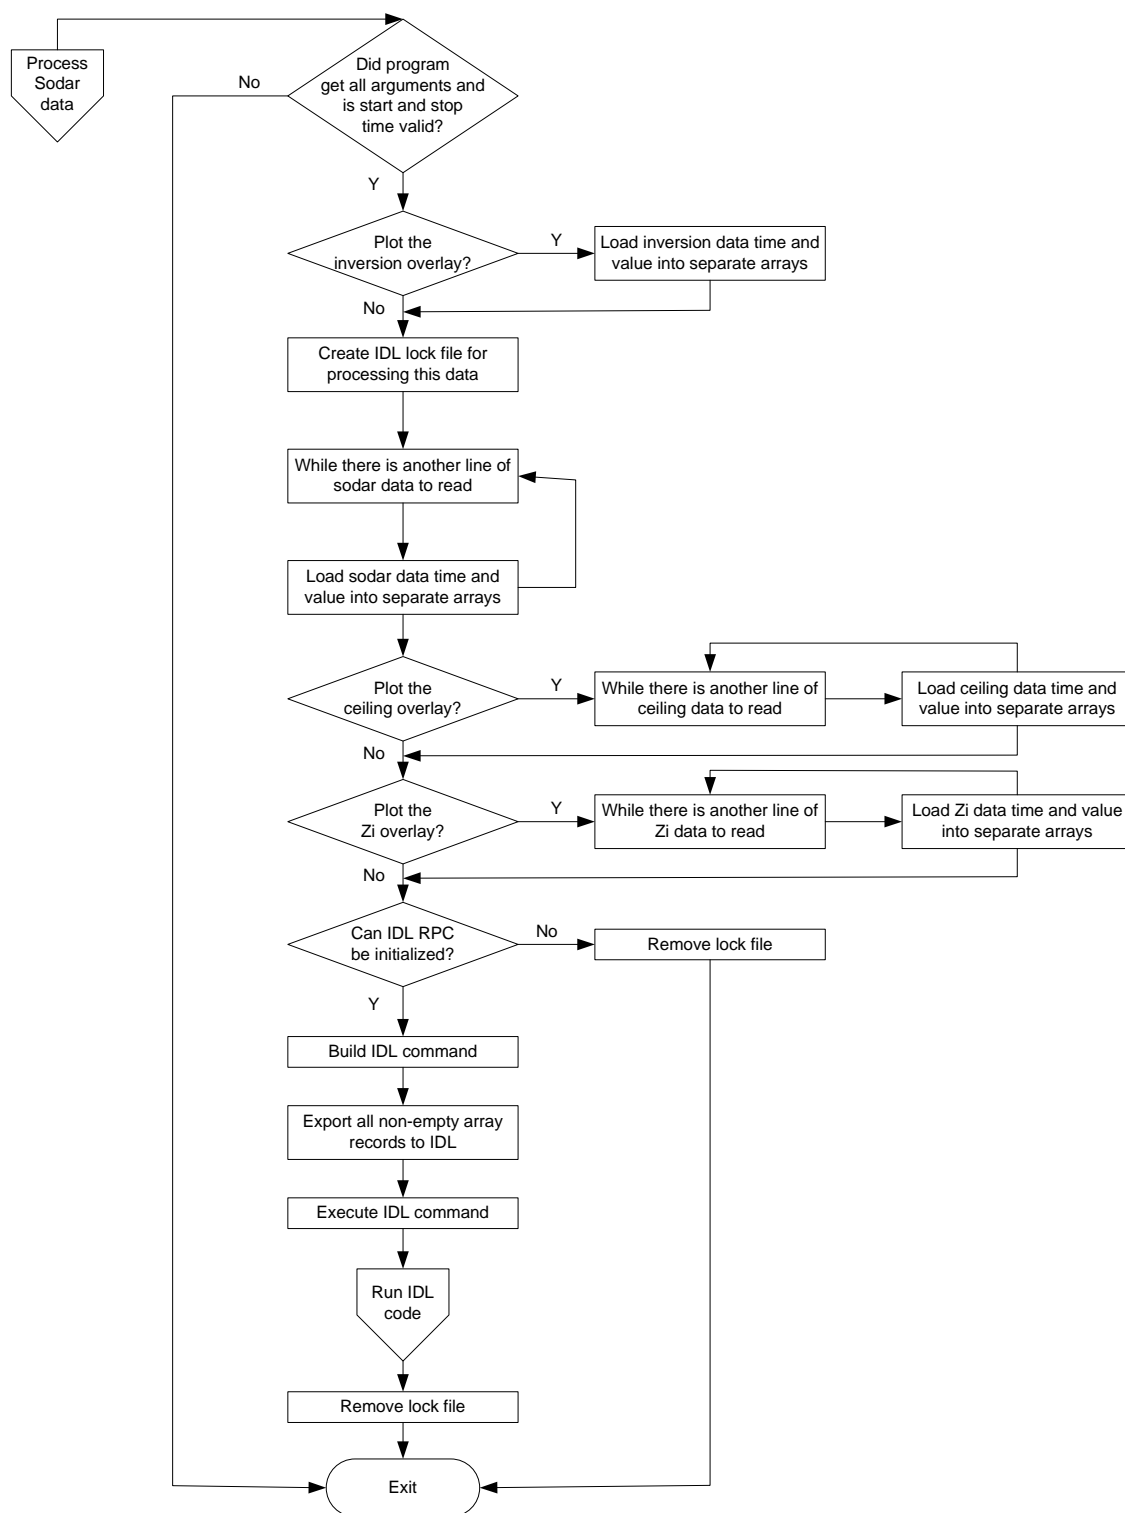 Process
Sodar
data
Did program
get all arguments and
is start and stop
time valid?
No
Y
Plot the
inversion overlay?
Y
Load inversion data time and
value into separate arrays
No
Create IDL lock file for
processing this data
While there is another line of
sodar data to read
Load sodar data time and
value into separate arrays
Plot the
ceiling overlay?
Y
While there is another line of
ceiling data to read
Load ceiling data time and
value into separate arrays
No
Plot the
Zi overlay?
Y
While there is another line of
Zi data to read
Load Zi data time and value
into separate arrays
No
Can IDL RPC
be initialized?
No
Remove lock file
Y
Build IDL command
Export all non-empty array
records to IDL
Execute IDL command
Run IDL
code
Remove lock file
Exit